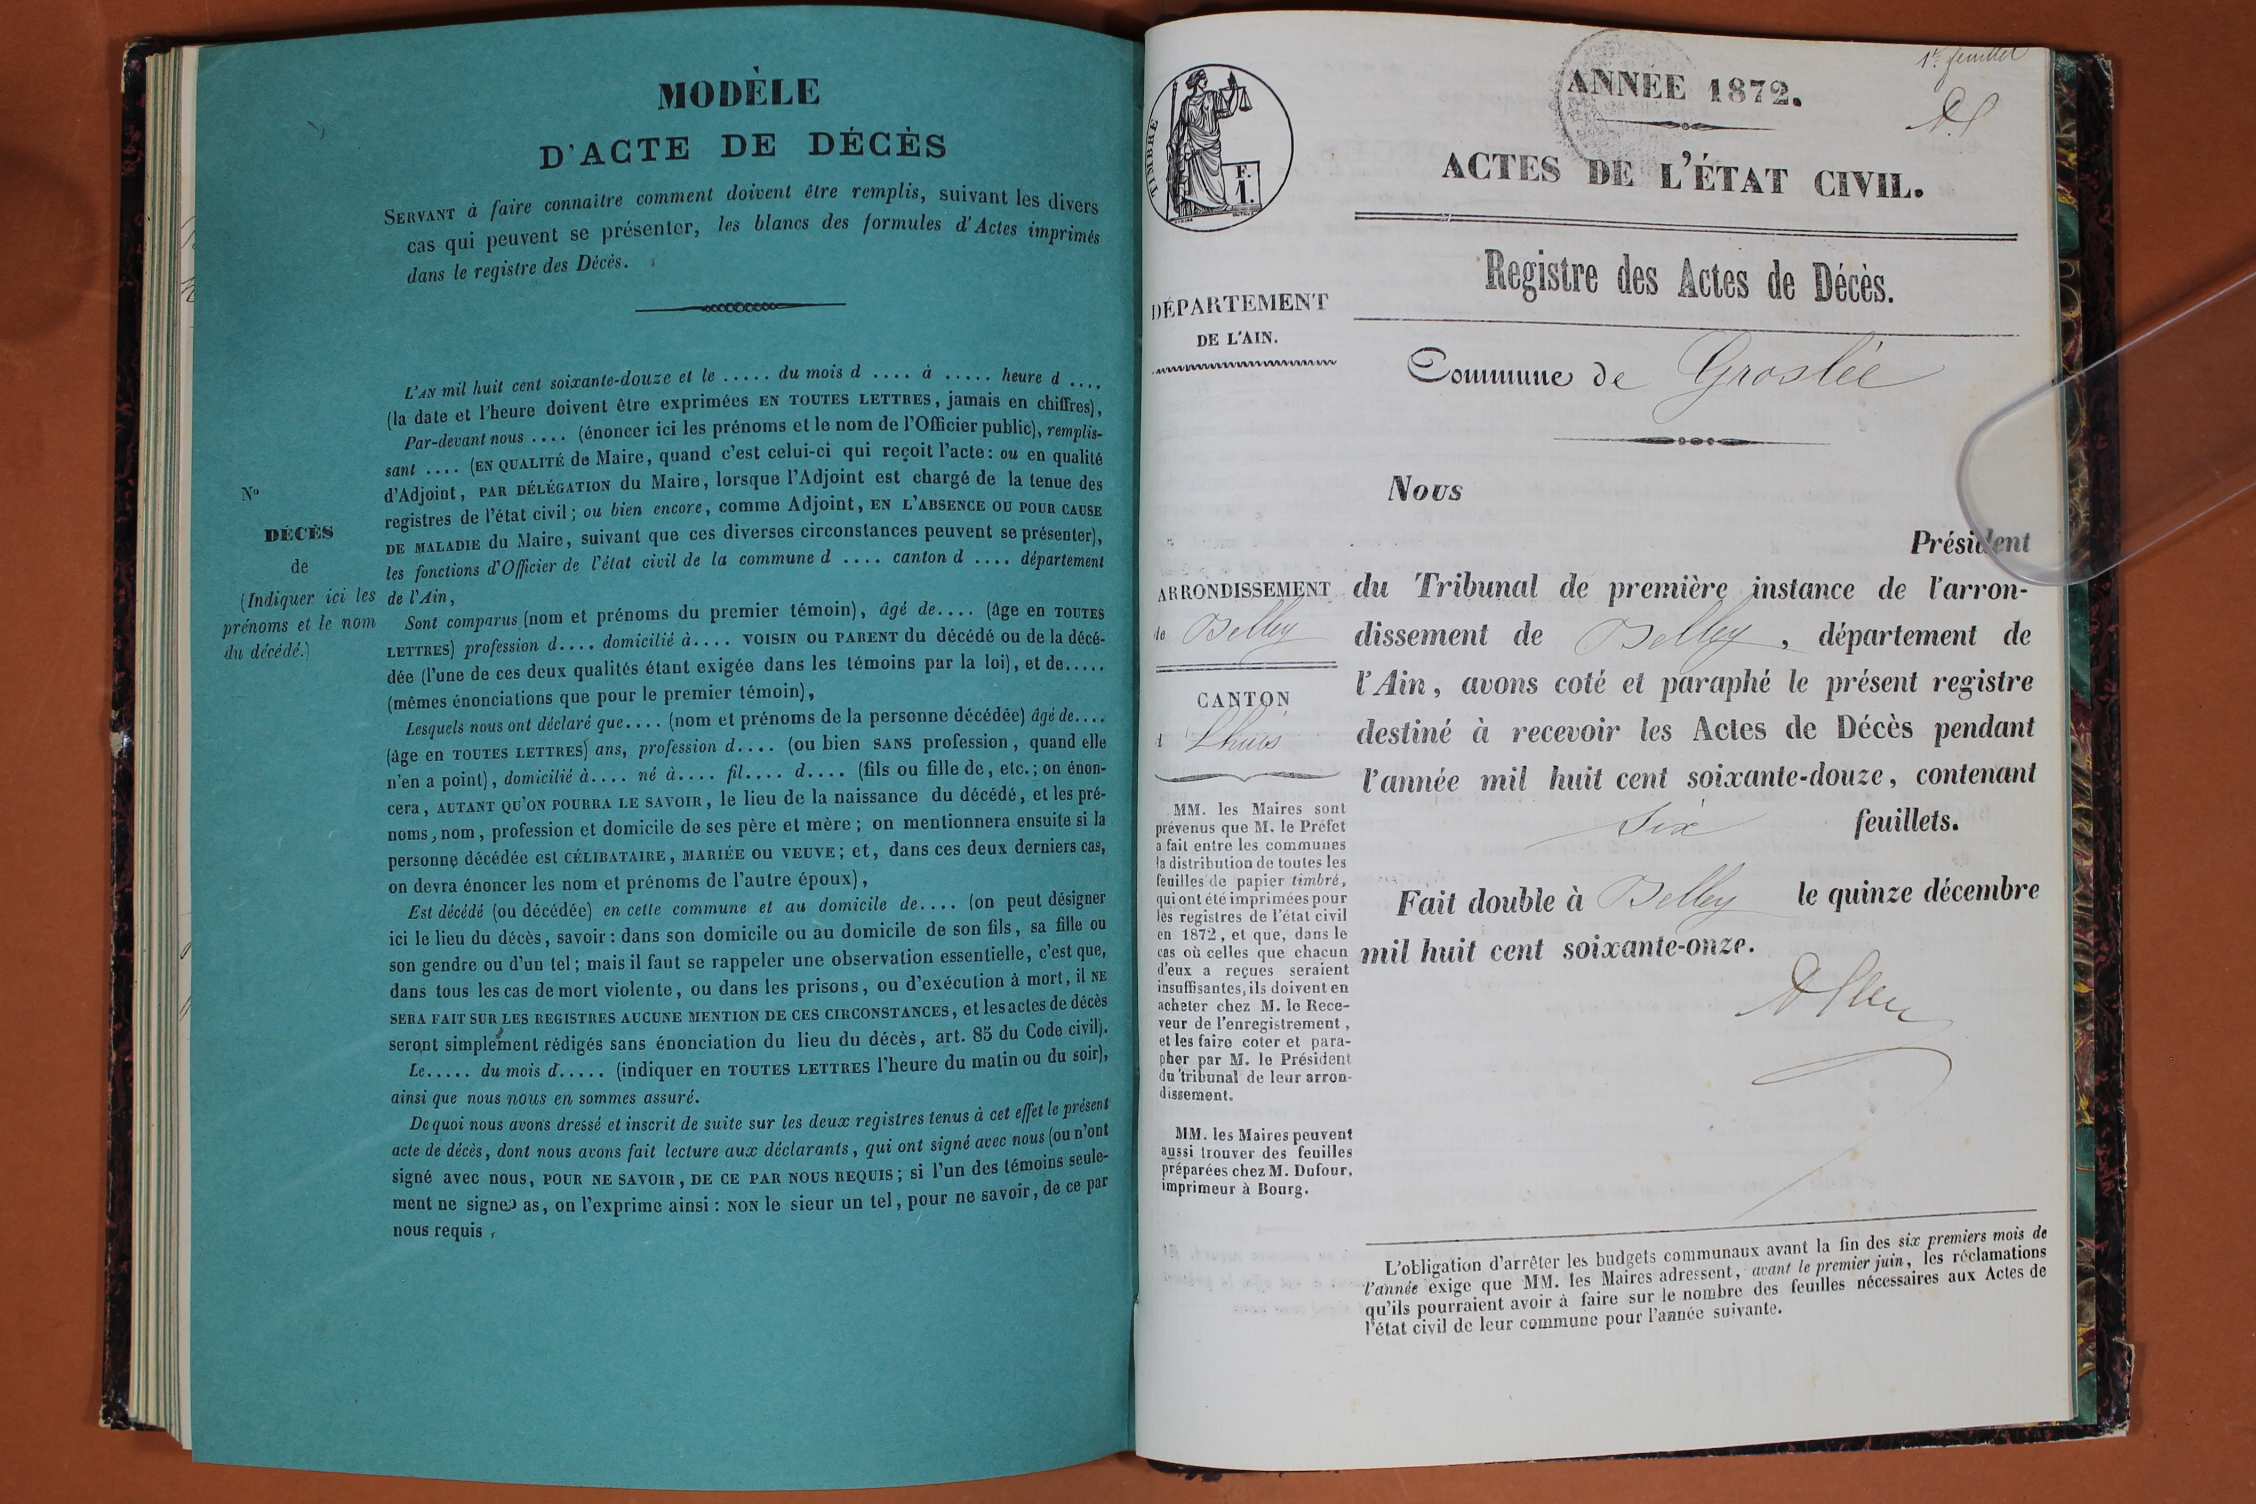 MODÈLE
D'ACTE DE DÉCÈS
SERVANT à faire connaître comment doivent être remplis, suivant les divers
cas qui peuvent se présenter, les blancs des formules d'Actes imprimés
dans le registre des Décès.
L'AN mil huit cent soixante-douze et le ..... du mois d .... à ..... heure d ....
(la date et l'heure doivent être exprimées EN TOUTES LETTRES, jamais en chiffres),
Par-devant nous .... (énoncer ici les prénoms et le nom de l'Officier public), remplis-
sant .... (EN QUALITÉ de Maire, quand c'est celui-ci qui reçoit l'acte: ou en qualité
d'Adjoint, PAR DÉLÉGATION du Maire, lorsque l'Adjoint est chargé de la tenue des
registres de l'état civil; ou bien encore, comme Adjoint, EN L'ABSENCE OU POUR CAUSE
DE MALADIE du Maire, suivant que ces diverses circonstances peuvent se présenter),
les fonctions d'Officier de l'état civil de la commune d .... canton d .... département
de l'Ain,
No
DÉCÈS
de
(Indiquer ici les
prénoms et le nom
du décédé.)
Sont comparus (nom et prénoms du premier témoin), âgé de.... (âge en TOUTES
LETTRES) profession d.... domicilié à.... VOISIN OU PARENT du décédé ou de la décé-
dée (l'une de ces deux qualités étant exigée dans les témoins par la loi), et de.....
(mêmes énonciations que pour le premier témoin),
Lesquels nous ont déclaré que.... (nom et prénoms de la personne décédée) âgé de....
(âge en TOUTES LETTRES) ans, profession d.... (ou bien SANS profession, quand elle
n'en a point), domicilié à.... né à.... fil.... d.... (fils ou fille de, etc.; on énon-
cera, AUTANT QU'ON POURRA LE SAVOIR, le lieu de la naissance du décédé, et les pré-
noms, nom, profession et domicile de ses père et mère; on mentionnera ensuite si la
personne décédée est CÉLIBATAIRE, MARIÉE OU VEUVE; et, dans ces deux derniers cas,
on devra énoncer les nom et prénoms de l'autre époux),
Est décédé (ou décédée) en cette commune et au domicile de.... (on peut désigner
ici le lieu du décès, savoir: dans son domicile ou au domicile de son fils, sa fille ou
son gendre ou d'un tel; mais il faut se rappeler une observation essentielle, c'est que,
dans tous les cas de mort violente, ou dans les prisons, ou d'exécution à mort, il NE
SERA FAIT SUR LES REGISTRES AUCUNE MENTION DE CES CIRCONSTANCES, et les actes de décès
seront simplement rédigés sans énonciation du lieu du décès, art. 85 du Code civil).
Le..... du mois d..... (indiquer en TOUTES LETTRES l'heure du matin ou du soir),
ainsi que nous nous en sommes assuré.
De quoi nous avons dressé et inscrit de suite sur les deux registres tenus à cet effet le présent
acte de décès, dont nous avons fait lecture aux déclarants, qui ont signé avec nous (ou n'ont
signé avec nous, POUR NE SAVOIR, DE CE PAR NOUS REQUIS; si l'un des témoins seule-
ment ne signe as, on l'exprime ainsi: NON le sieur un tel, pour ne savoir, de ce par
nous requis,
1er feuillet
TIMBRE
F.
1.
ANNÉE 1872.
ACTES DE L'ÉTAT CIVIL.
Registre des Actes de Décès.
DÉPARTEMENT
DE L'AIN.
Commune de Groslée
Nous
Président
du Tribunal de première instance de l'arron-
dissement de Belley, département de
l'Ain, avons coté et paraphé le présent registre
destiné à recevoir les Actes de Décès pendant
l'année mil huit cent soixante-douze, contenant
six feuillets.
Fait double à Belley le quinze décembre
mil huit cent soixante-onze.
ARRONDISSEMENT
de Belley
CANTON
d Lhuis
MM. les Maires sont
prévenus que M. le Préfet
a fait entre les communes
la distribution de toutes les
feuilles de papier timbré,
qui ont été imprimées pour
les registres de l'état civil
en 1872, et que, dans le
cas où celles que chacun
d'eux a reçues seraient
insuffisantes, ils doivent en
acheter chez M. le Rece-
veur de l'enregistrement,
et les faire coter et para-
pher par M. le Président
du tribunal de leur arron-
dissement.
MM. les Maires peuvent
aussi trouver des feuilles
préparées chez M. Dufour,
imprimeur à Bourg.
L'obligation d'arrêter les budgets communaux avant la fin des six premiers mois de
l'année exige que MM. les Maires adressent, avant le premier juin, les réclamations
qu'ils pourraient avoir à faire sur le nombre des feuilles nécessaires aux Actes de
l'état civil de leur commune pour l'année suivante.